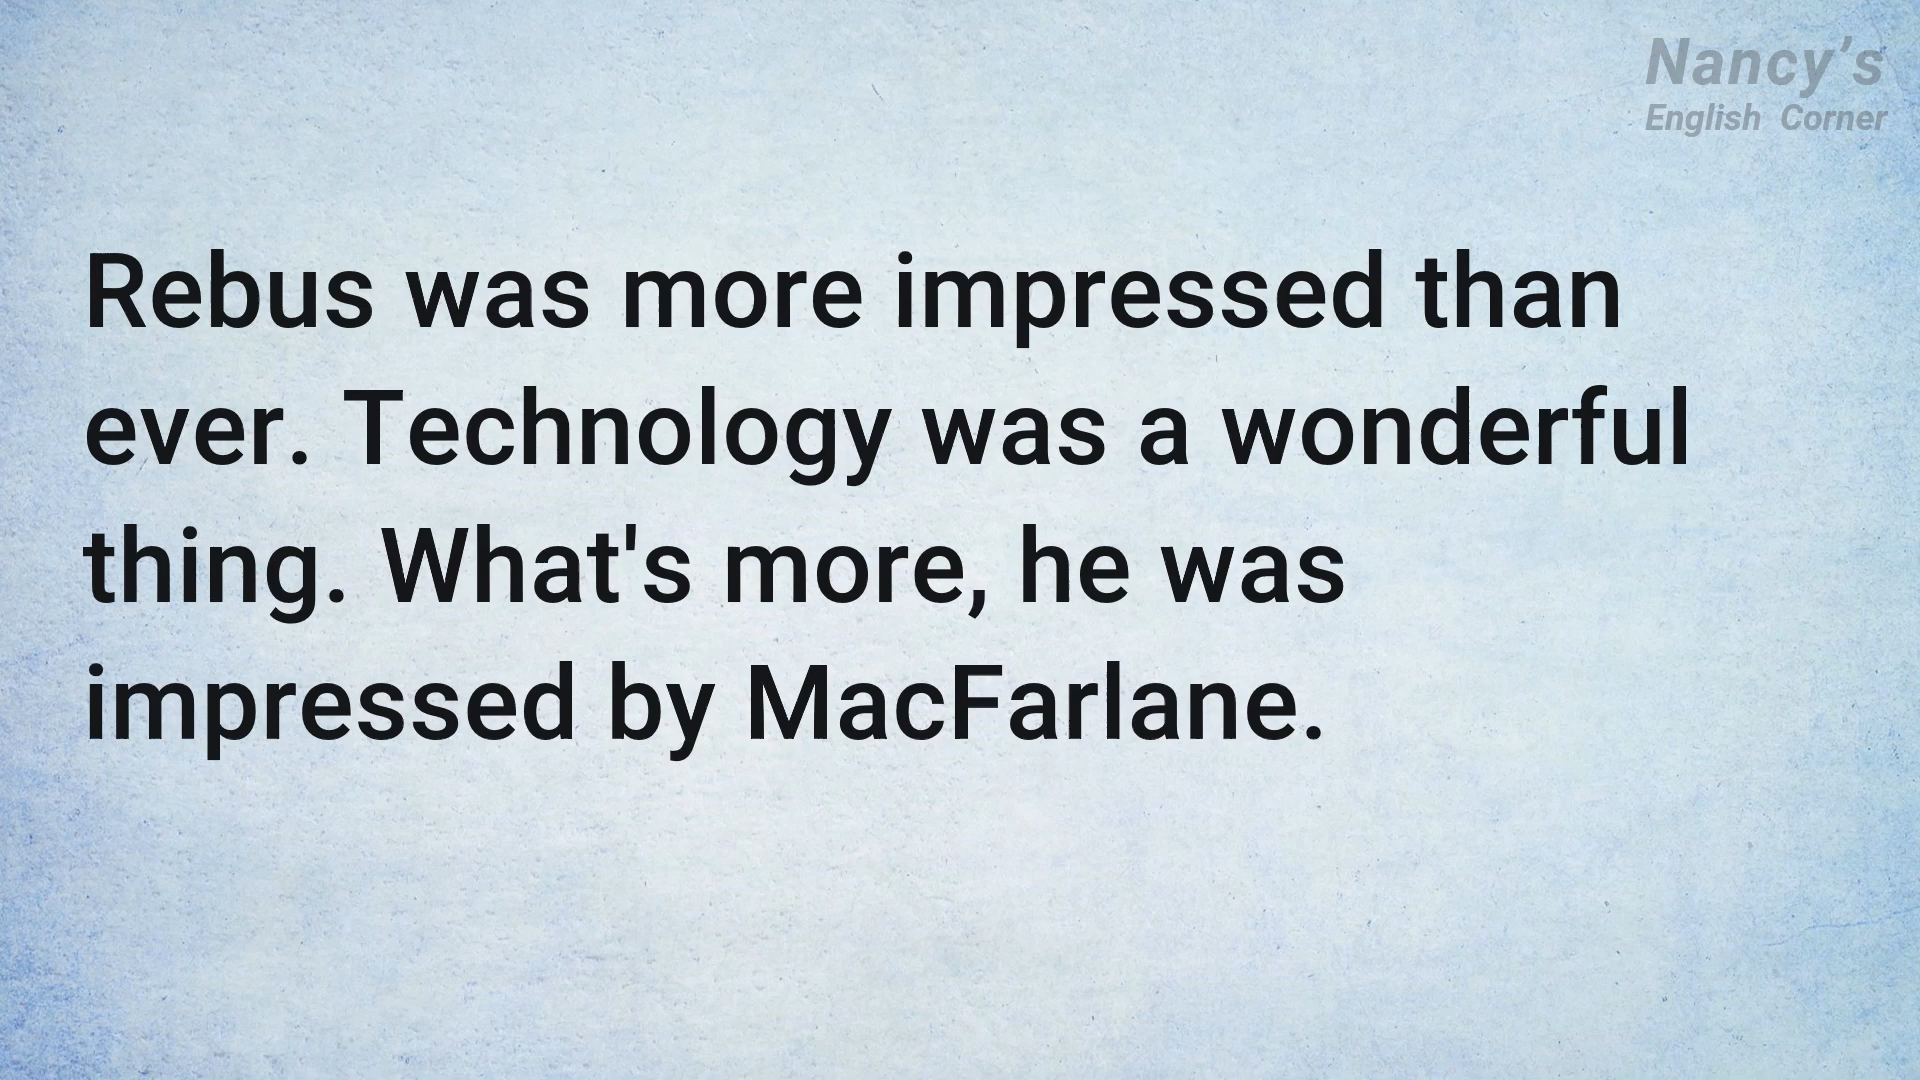 Nancy’s
English Corner
Rebus was more impressed than
ever. Technology was a wonderful
thing. What's more, he was
impressed by MacFarlane.